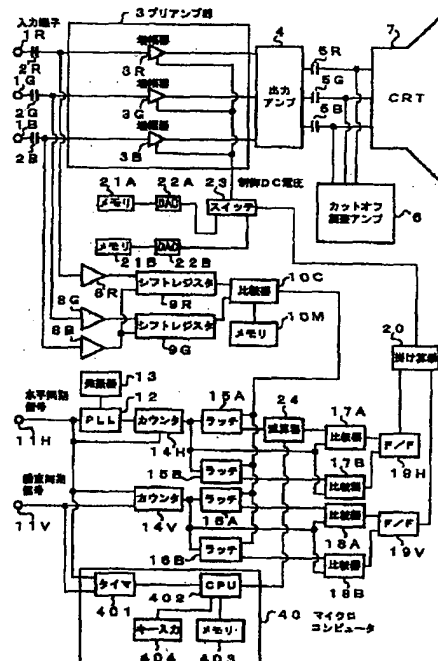 3プリアンプ部
入力端子
1R
2R
1G
2G
1B
2B
増幅器
3R
増幅器
3G
増幅器
3B
4
出力
アンプ
5R
5G
5B
7
CRT
カットオフ
調整アンプ
6
制御DC電圧
21A
22A
23
メモリ
DAC
スイッチ
メモリ
DAC
21B
22B
8R
8G
8B
シフトレジスタ
9R
シフトレジスタ
9G
比較器
10C
メモリ
10M
20
掛け算器
水平同期
信号
11H
発振器
13
12
PLL
カウンタ
14H
15A
ラッチ
24
減算器
17A
比較器
F/F
19H
15B
ラッチ
17B
比較器
垂直同期
信号
11V
カウンタ
14V
ラッチ
16A
比較器
18A
F/F
19V
16B
ラッチ
比較器
18B
タイマ
401
CPU
402
40
マイクロ
コンピュータ
キー入力
404
メモリ
403